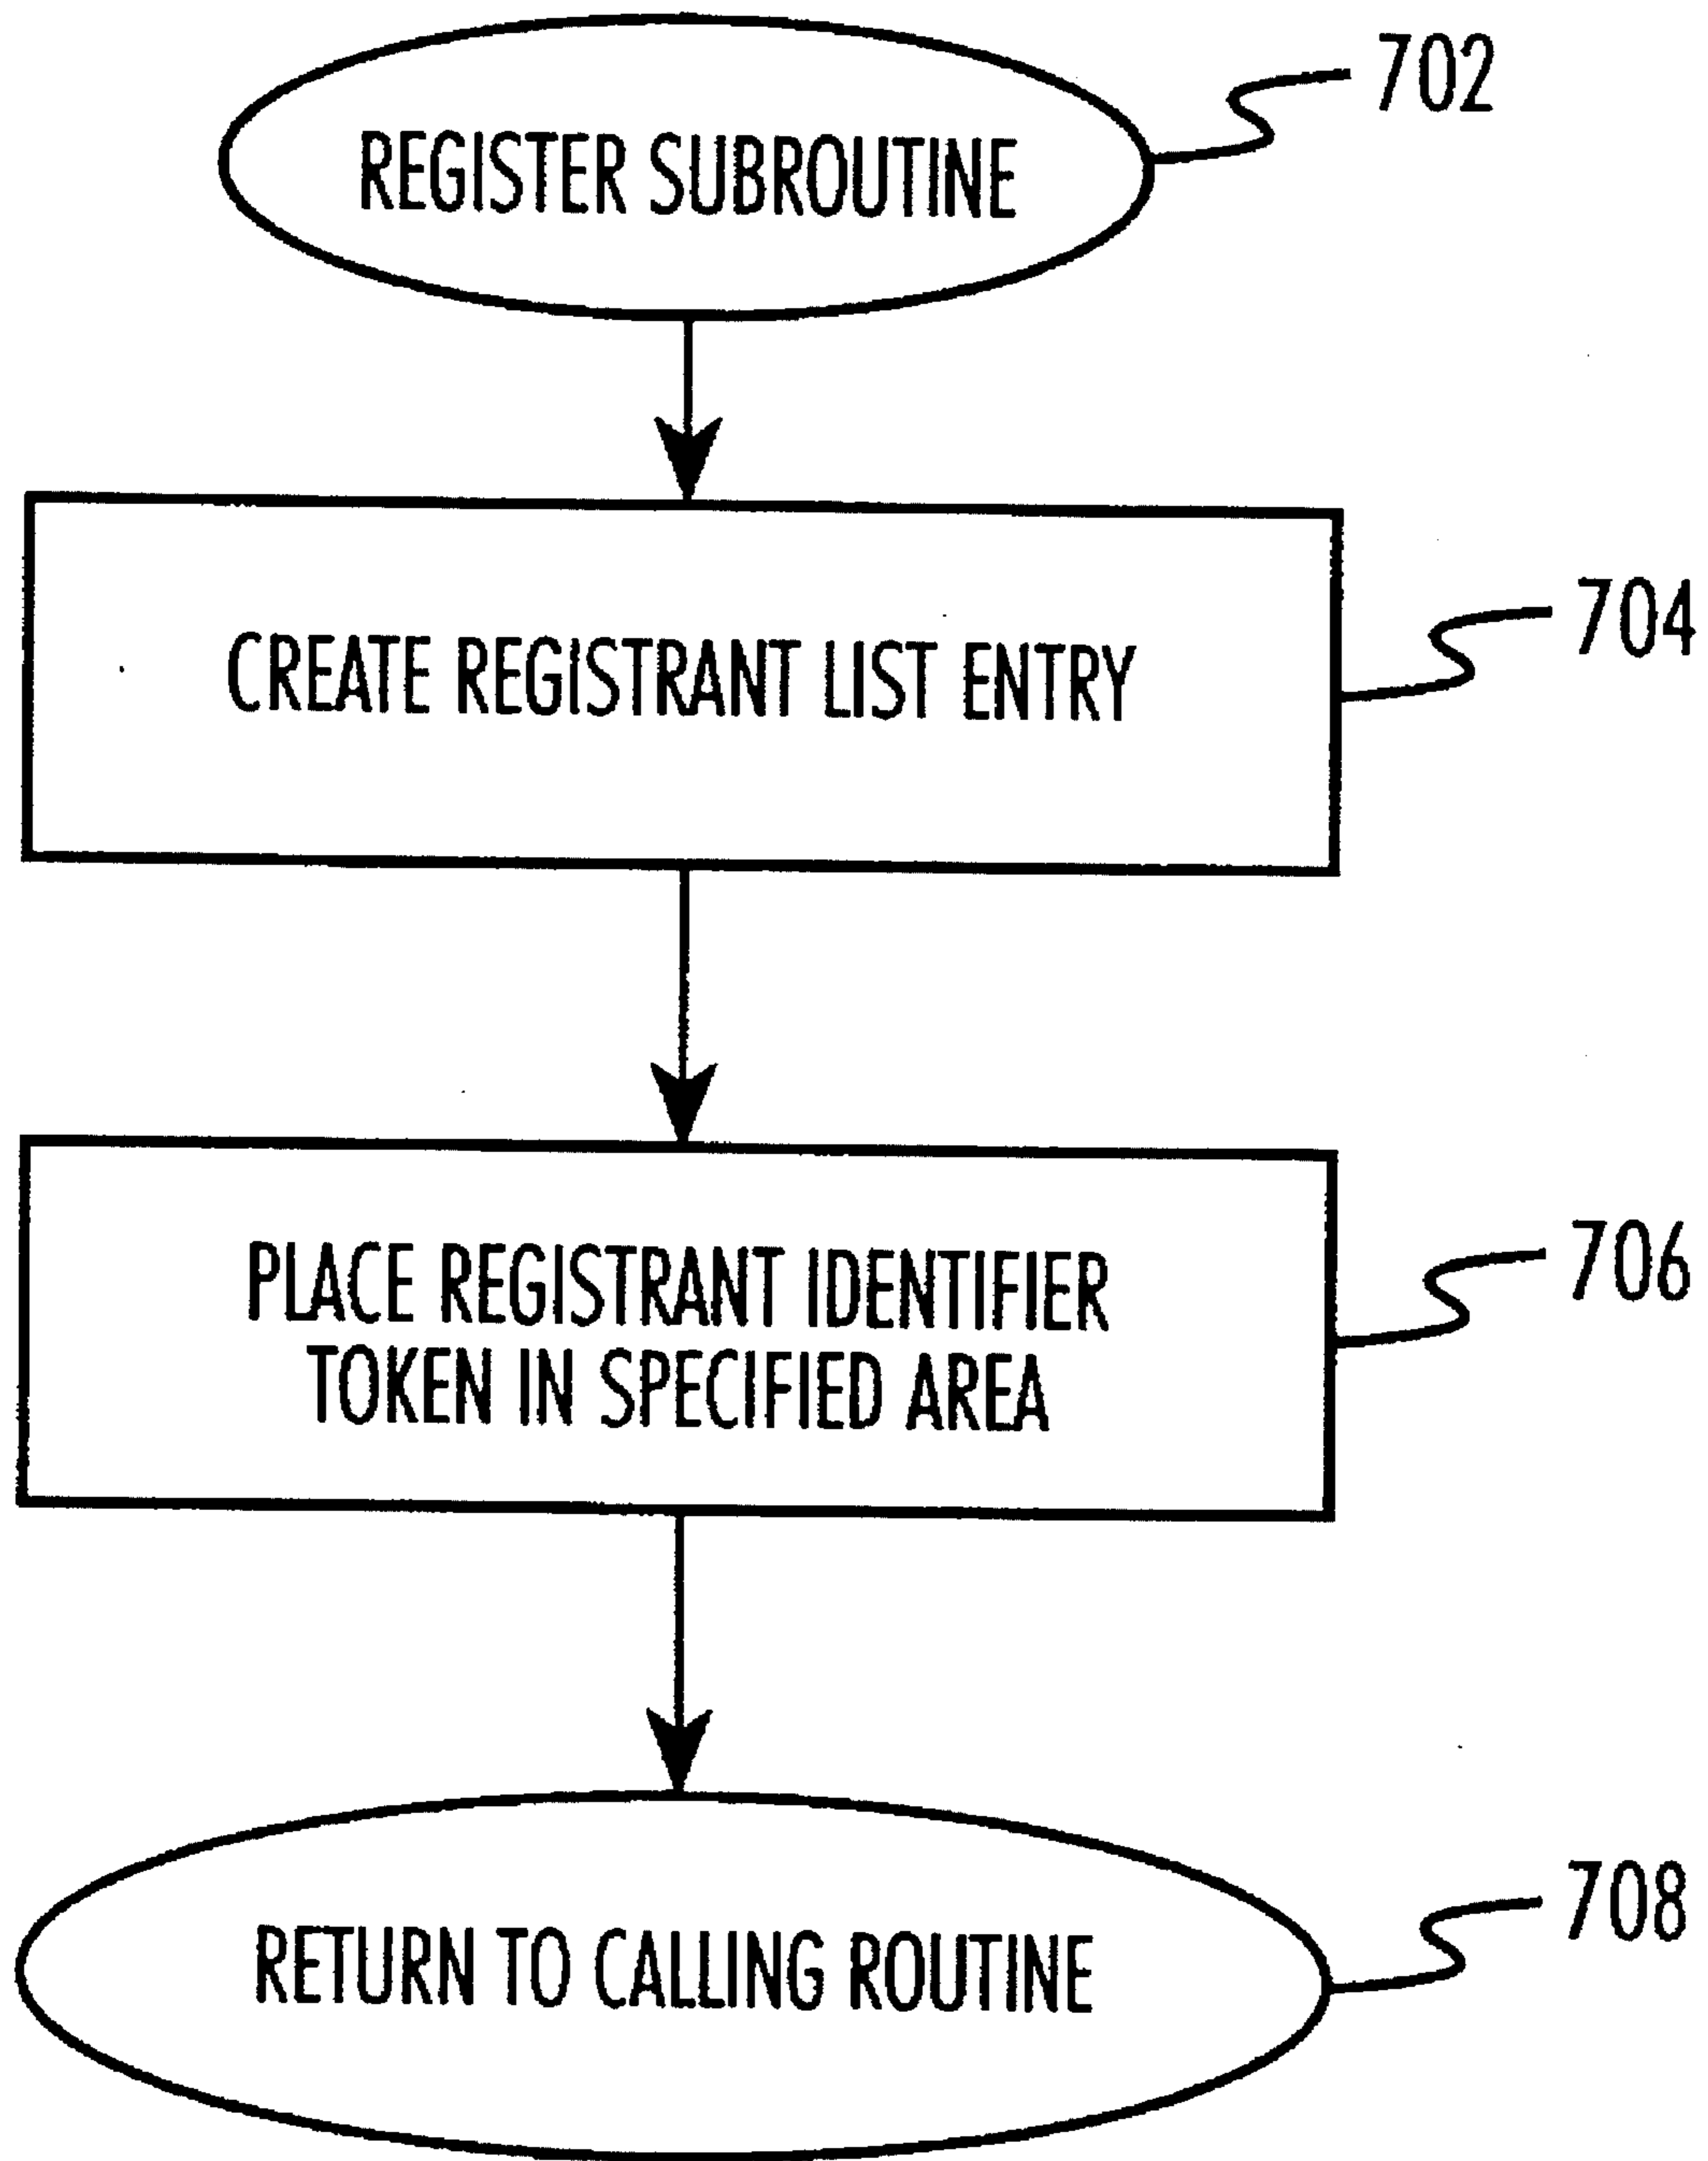 REGISTER SUBROUTINE
702
CREATE REGISTRANT LIST ENTRY
704
PLACE REGISTRANT IDENTIFIER
TOKEN IN SPECIFIED AREA
706
RETURN TO CALLING ROUTINE
708